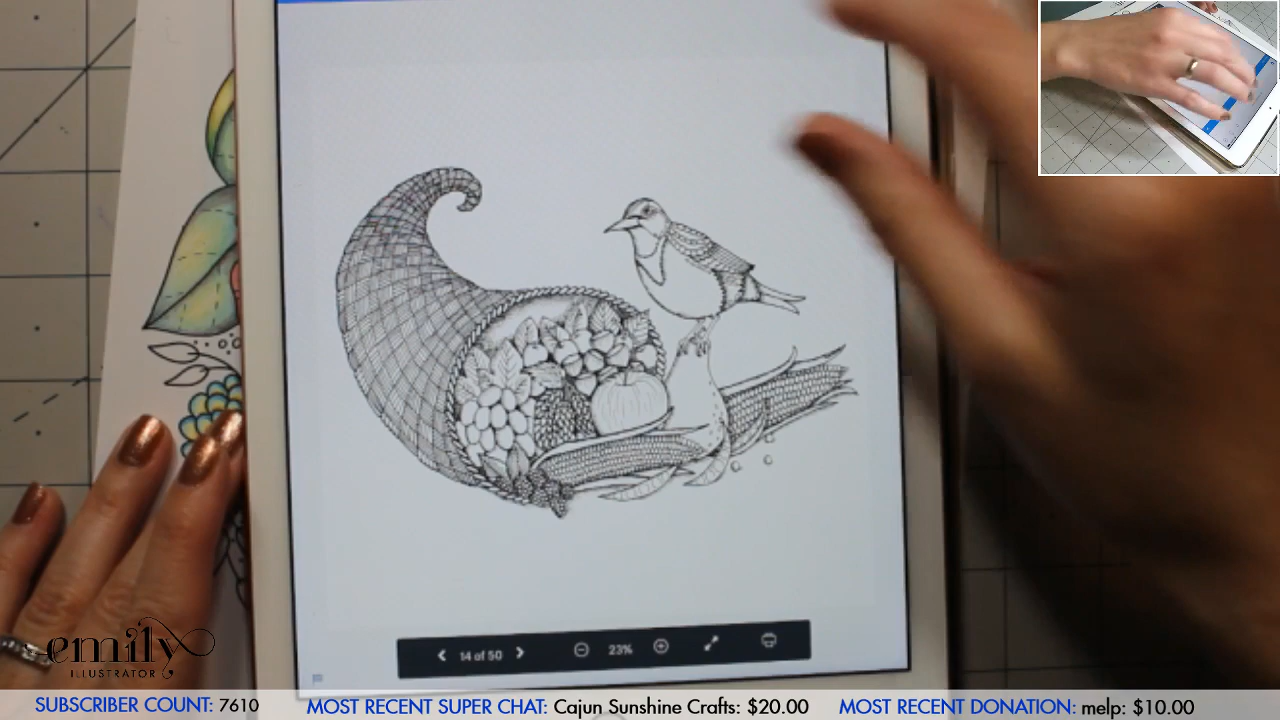 14 of 50
23%
emily
ILLUSTRATOR
SUBSCRIBER COUNT: 7610
MOST RECENT SUPER CHAT: Cajun Sunshine Crafts: $20.00
MOST RECENT DONATION: melp: $10.00